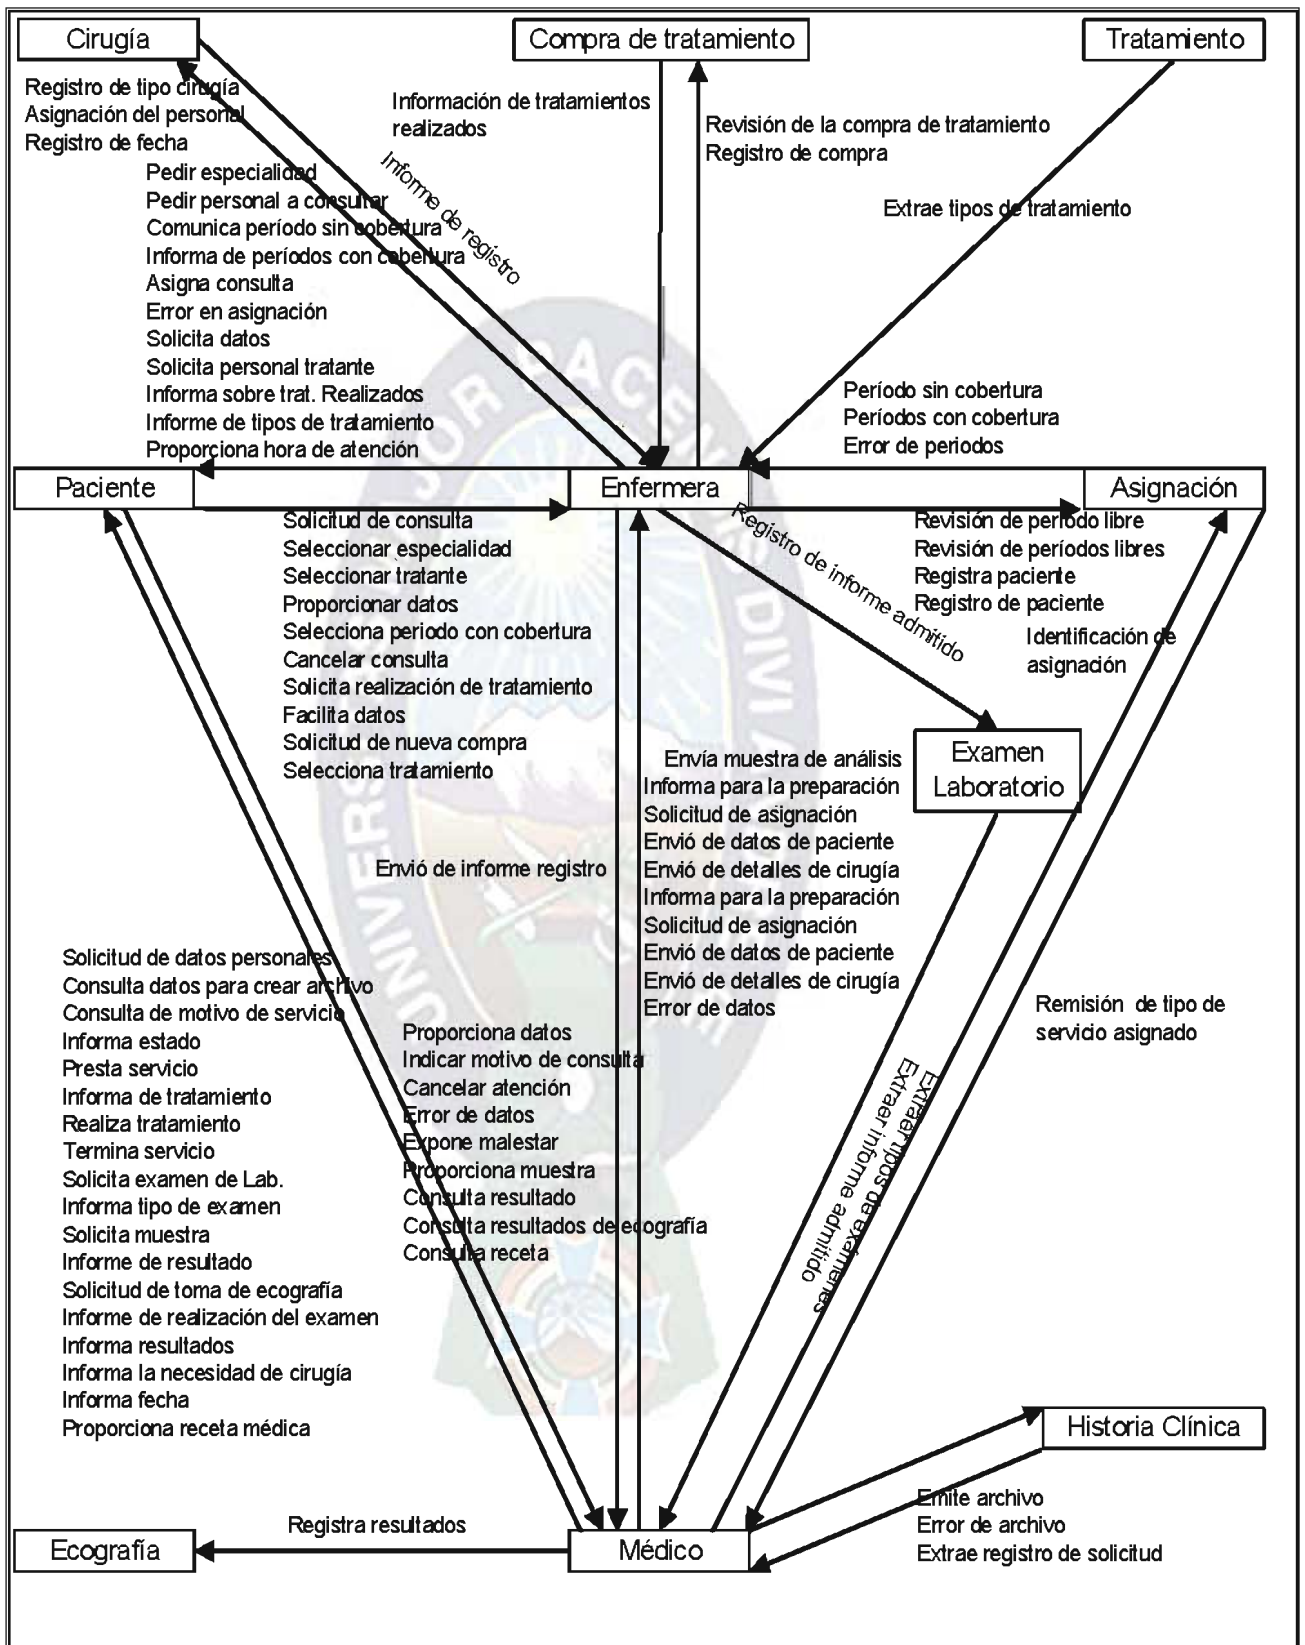 Cirugía
Compra de tratamiento
Tratamiento
Registro de tipo cirugía
Asignación del personal
Registro de fecha
Información de tratamientos
realizados
Revisión de la compra de tratamiento
Registro de compra
Informe de registro
Extrae tipos de tratamiento
Pedir especialidad
Pedir personal a consultar
Comunica período sin cobertura
Informa de períodos con cobertura
Asigna consulta
Error en asignación
Solicita datos
Solicita personal tratante
Informa sobre trat. Realizados
Informe de tipos de tratamiento
Proporciona hora de atención
Período sin cobertura
Períodos con cobertura
Error de periodos
Paciente
Enfermera
Asignación
Solicitud de consulta
Seleccionar especialidad
Seleccionar tratante
Proporcionar datos
Selecciona periodo con cobertura
Cancelar consulta
Solicita realización de tratamiento
Facilita datos
Solicitud de nueva compra
Selecciona tratamiento
Registro de informe admitido
Revisión de período libre
Revisión de períodos libres
Registra paciente
Registro de paciente
Identificación de
asignación
Examen
Laboratorio
Envía muestra de análisis
Informa para la preparación
Solicitud de asignación
Envió de datos de paciente
Envió de detalles de cirugía
Informa para la preparación
Solicitud de asignación
Envió de datos de paciente
Envió de detalles de cirugía
Error de datos
Envió de informe registro
Solicitud de datos personales
Consulta datos para crear archivo
Consulta de motivo de servicio
Informa estado
Presta servicio
Informa de tratamiento
Realiza tratamiento
Termina servicio
Solicita examen de Lab.
Informa tipo de examen
Solicita muestra
Informe de resultado
Solicitud de toma de ecografía
Informe de realización del examen
Informa resultados
Informa la necesidad de cirugía
Informa fecha
Proporciona receta médica
Proporciona datos
Indicar motivo de consulta
Cancelar atención
Error de datos
Expone malestar
Proporciona muestra
Consulta resultado
Consulta resultados de ecografía
Consulta receta
Remisión de tipo de
servicio asignado
Extraer tipos de exámenes
Extraer informe admitido
Historia Clínica
Emite archivo
Error de archivo
Extrae registro de solicitud
Registra resultados
Ecografía
Médico
UNIVERS
JOR PACEN
DIVI AN